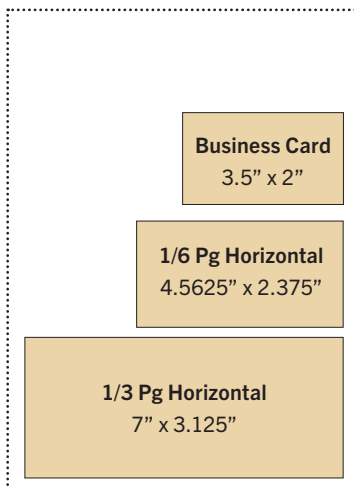 Business Card
3.5” x 2”
1/6 Pg Horizontal
4.5625” x 2.375”
1/3 Pg Horizontal
7” x 3.125”